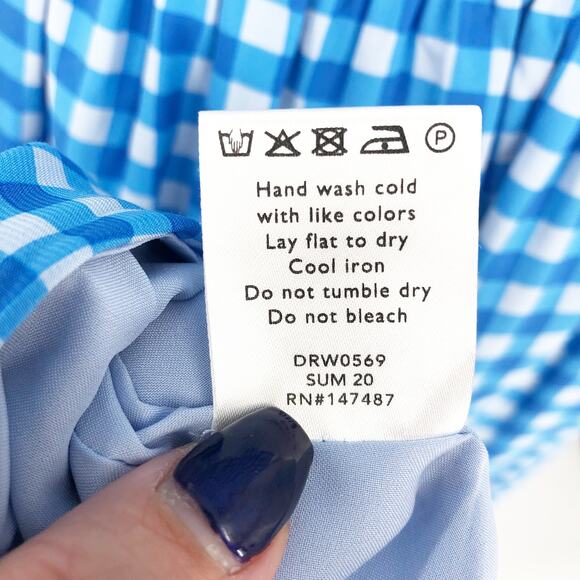 P
Hand wash cold
with like colors
Lay flat to dry
Cool iron
Do not tumble dry
Do not bleach
DRW0569
SUM 20
RN#147487